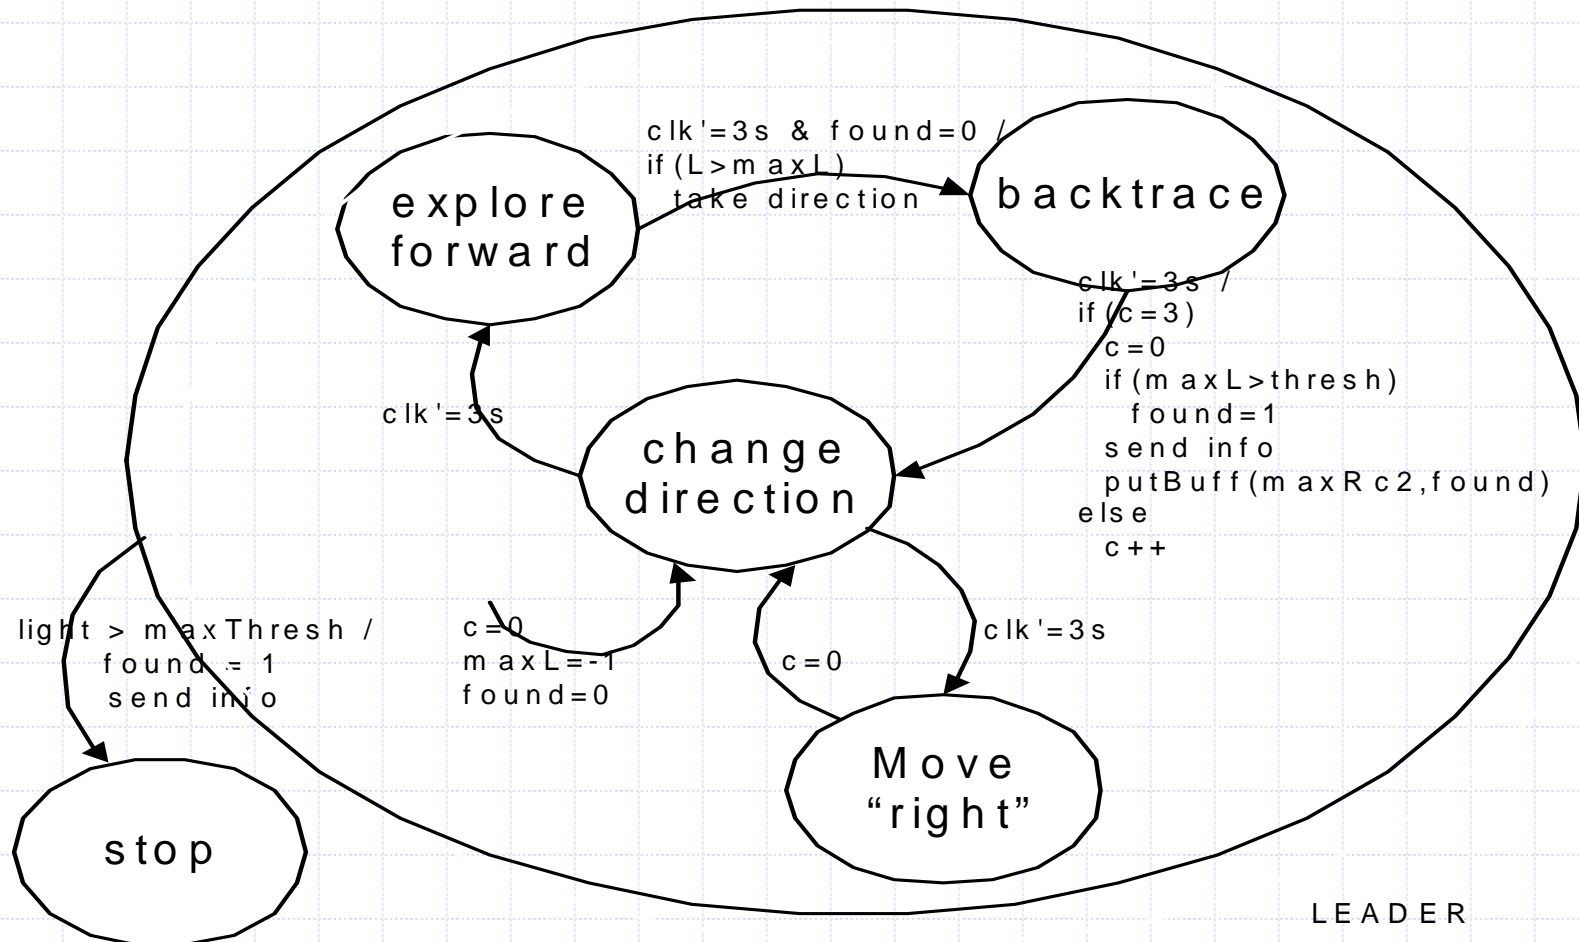 clk'=3s & found=0 /
if(L>maxL)
take direction
explore
forward
backtrace
clk'=3s /
if(c=3)
c=0
if(maxL>thresh)
found=1
send info
putBuff(maxRc2,found)
else
c++
clk'=3s
change
direction
light > maxThresh /
found = 1
send info
c=0
maxL=-1
found=0
c=0
clk'=3s
Move
“right”
stop
LEADER